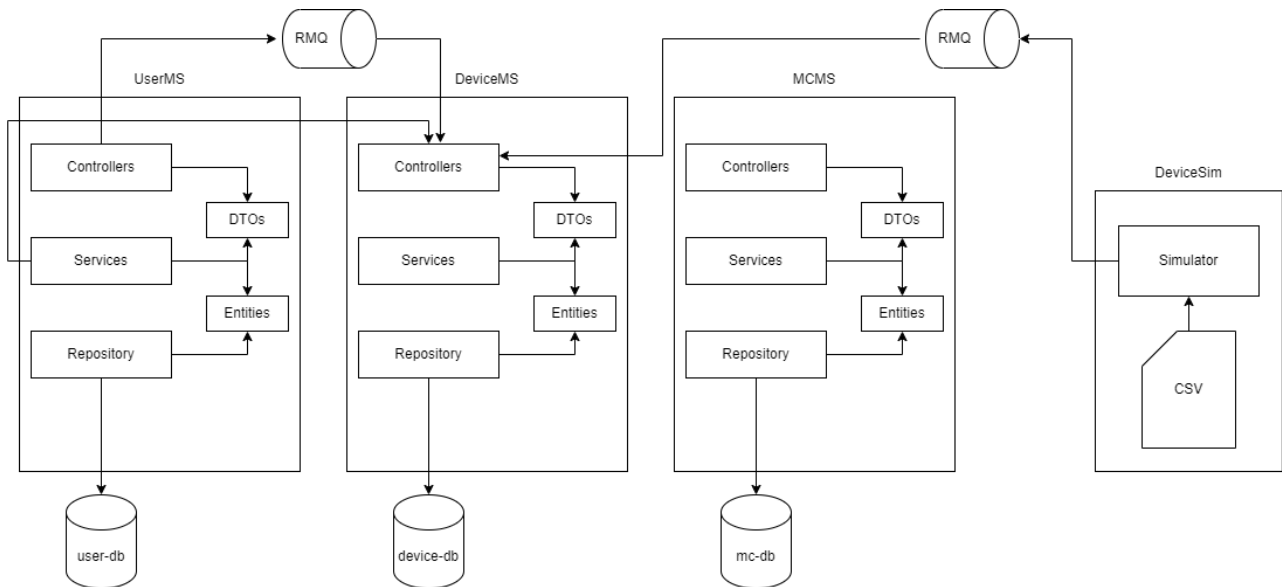 RMQ
RMQ
UserMS
DeviceMS
MCMS
Controllers
Controllers
Controllers
DeviceSim
DTOs
DTOs
DTOs
Services
Services
Services
Simulator
Entities
Entities
Entities
Repository
Repository
Repository
CSV
user-db
device-db
mc-db